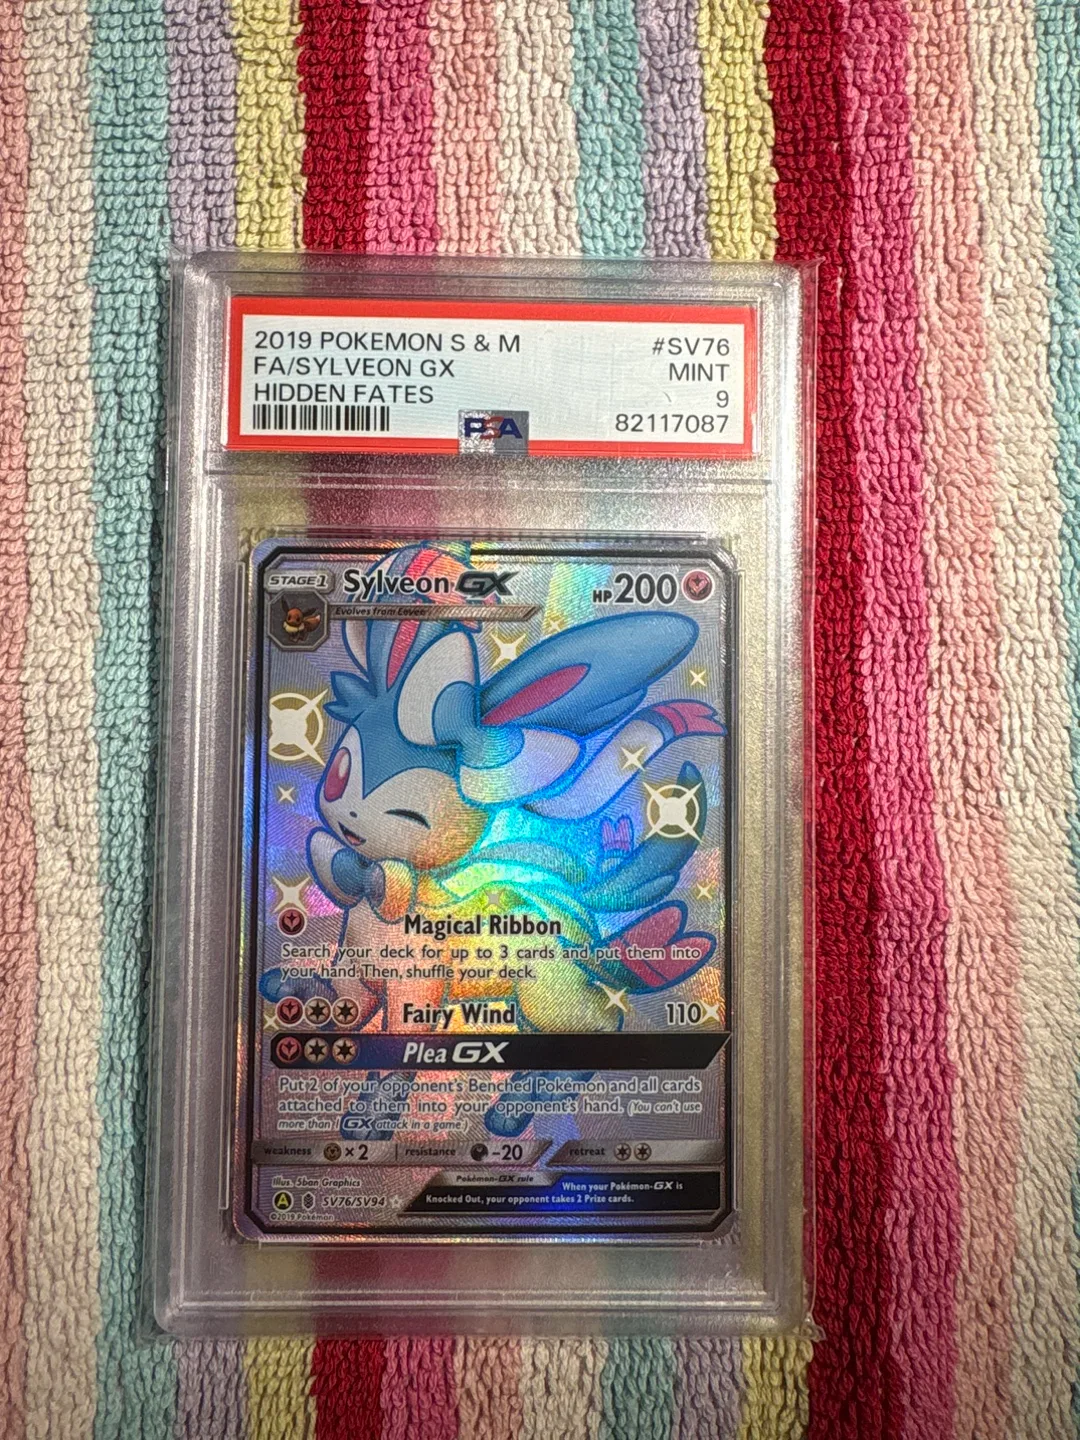 2019 POKEMON S & M #SV76
FA/SYLVEON GX MINT
HIDDEN FATES 9
PSA 82117087
STAGE 1 Sylveon GX HP 200
Evolves from Eevee
Magical Ribbon
Search your deck for up to 3 cards and put them into
your hand. Then, shuffle your deck.
Fairy Wind 110
Plea GX
Put 2 of your opponent's Benched Pokémon and all cards
attached to them into your opponent's hand. (You can't use
more than 1 GX attack in a game.)
weakness ×2 resistance -20 retreat
Illus. 5ban Graphics Pokémon-GX rule When your Pokémon-GX is
A SV76/SV94 Knocked Out, your opponent takes 2 Prize cards.
©2019 Pokémon